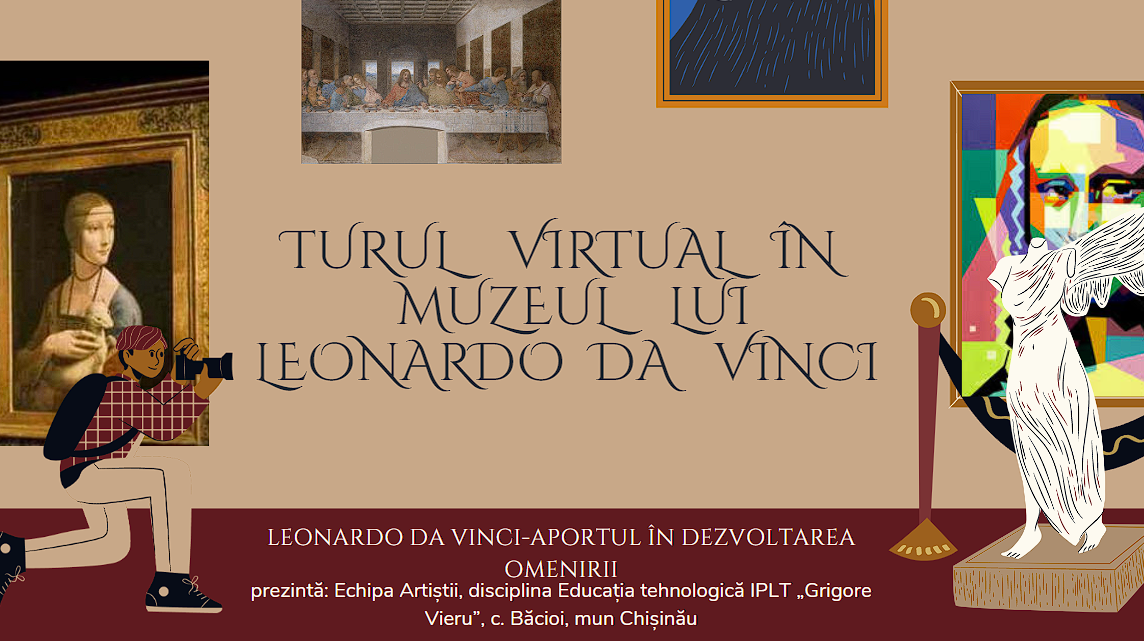 TURUL VIRTUAL ÎN
MUZEUL LUI
LEONARDO DA VINCI
LEONARDO DA VINCI-APORTUL ÎN DEZVOLTAREA
OMENIRII
prezintă: Echipa Artiștii, disciplina Educația tehnologică IPLT „Grigore
Vieru”, c. Băcioi, mun Chișinău